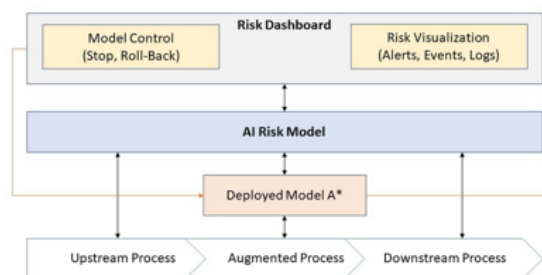 Risk Dashboard
Model Control
(Stop, Roll-Back)
Risk Visualization
(Alerts, Events, Logs)
AI Risk Model
Deployed Model A*
Upstream Process
Augmented Process
Downstream Process